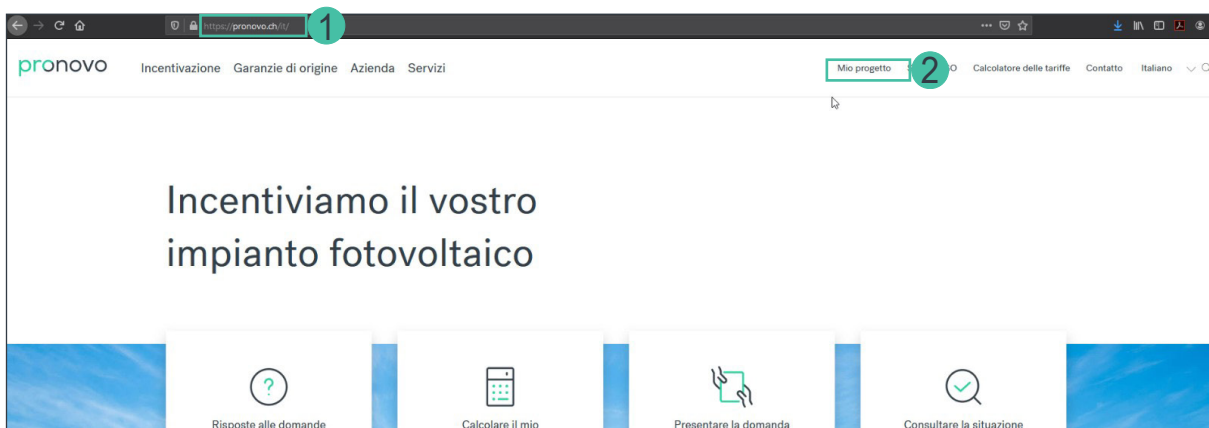 https://pronovo.ch/it/
1
pronovo
Incentivazione Garanzie di origine Azienda Servizi
Mio progetto 2 Calcolatore delle tariffe Contatto Italiano
Incentiviamo il vostro
impianto fotovoltaico
Risposte alle domande Calcolare il mio Presentare la domanda Consultare la situazione